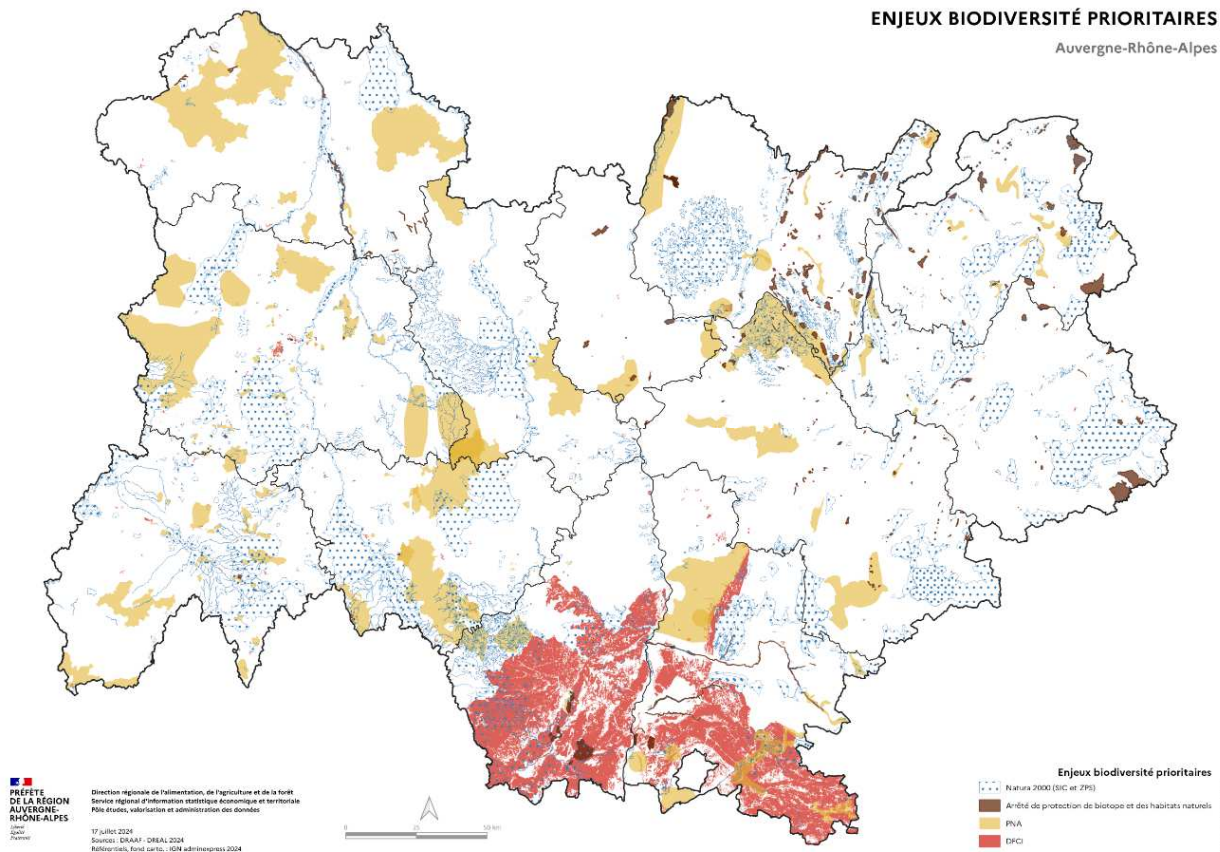 ENJEUX BIODIVERSITÉ PRIORITAIRES
Auvergne-Rhône-Alpes
Enjeux biodiversité prioritaires
Natura 2000 (SIC et ZPS)
Arrêté de protection de biotope et des habitats naturels
PNA
DFCI
PRÉFÈTE
DE LA RÉGION
AUVERGNE-
RHÔNE-ALPES
Liberté
Égalité
Fraternité
Direction régionale de l'alimentation, de l'agriculture et de la forêt
Service régional d'information statistique économique et territoriale
Pôle études, valorisation et administration des données
17 juillet 2024
Sources : DRAAF - DREAL 2024
Référentiels, fond carto. : IGN adminexpress 2024
0 25 50 km